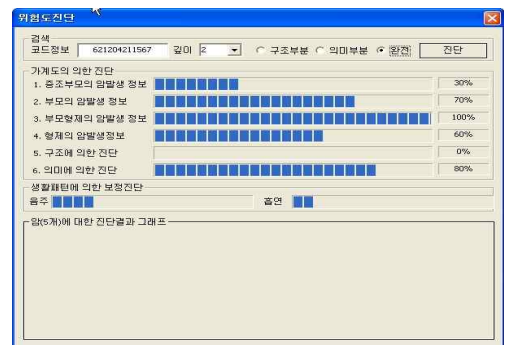 위험도진단
검색
코드정보 621204211567 깊이 2 구조부분 의미부분 완전 진단
가계도의 의한 진단
1. 중조부모의 암발생 정보 30%
2. 부모의 암발생 정보 70%
3. 부모형제의 암발생 정보 100%
4. 형제의 암발생정보 60%
5. 구조에 의한 진단 0%
6. 의미에 의한 진단 80%
생활패턴에 의한 보정진단
음주 흡연
암(5개)에 대한 진단결과 그래프